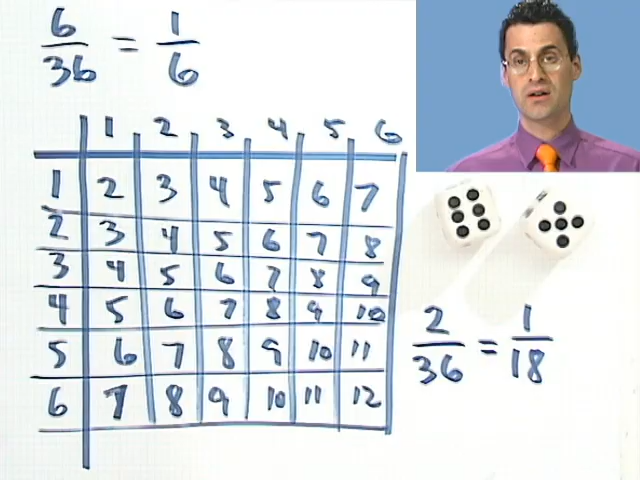 6/36 = 1/6
1 2 3 4 5 6
1 2 3 4 5 6 7
2 3 4 5 6 7 8
3 4 5 6 7 8 9
4 5 6 7 8 9 10
5 6 7 8 9 10 11
6 7 8 9 10 11 12
2/36 = 1/18